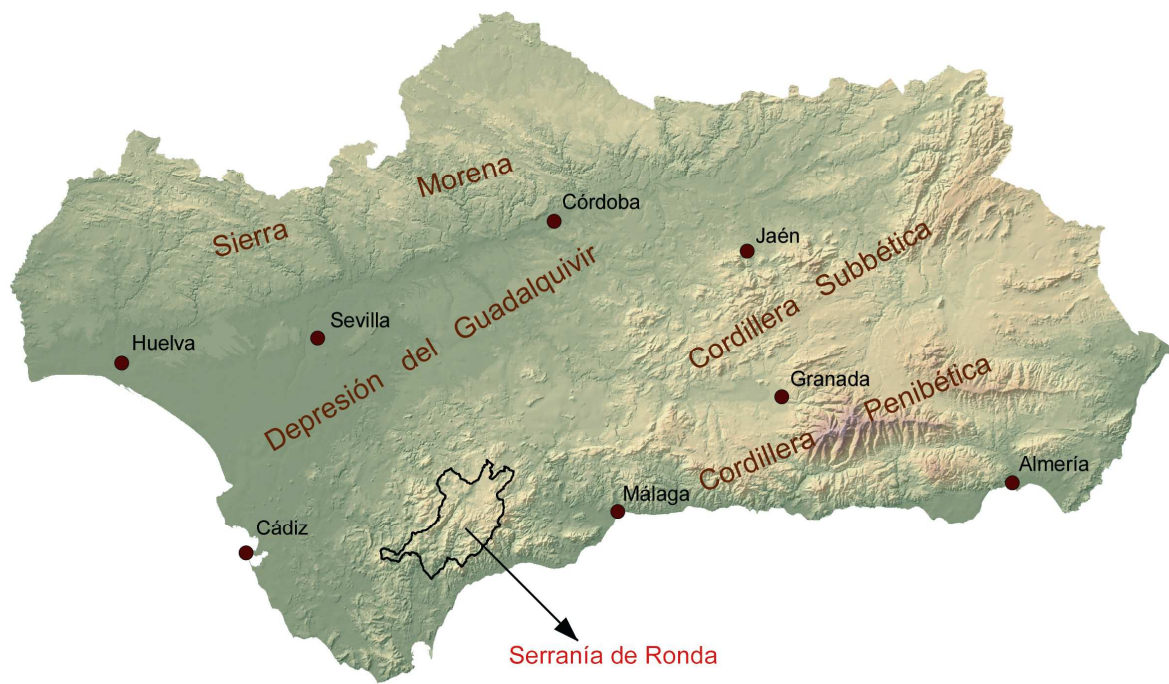 Morena
Sierra
Córdoba
Jaén
Cordillera Subbética
Depresión del Guadalquivir
Sevilla
Huelva
Granada
Cordillera Penibética
Almería
Málaga
Cádiz
Serranía de Ronda